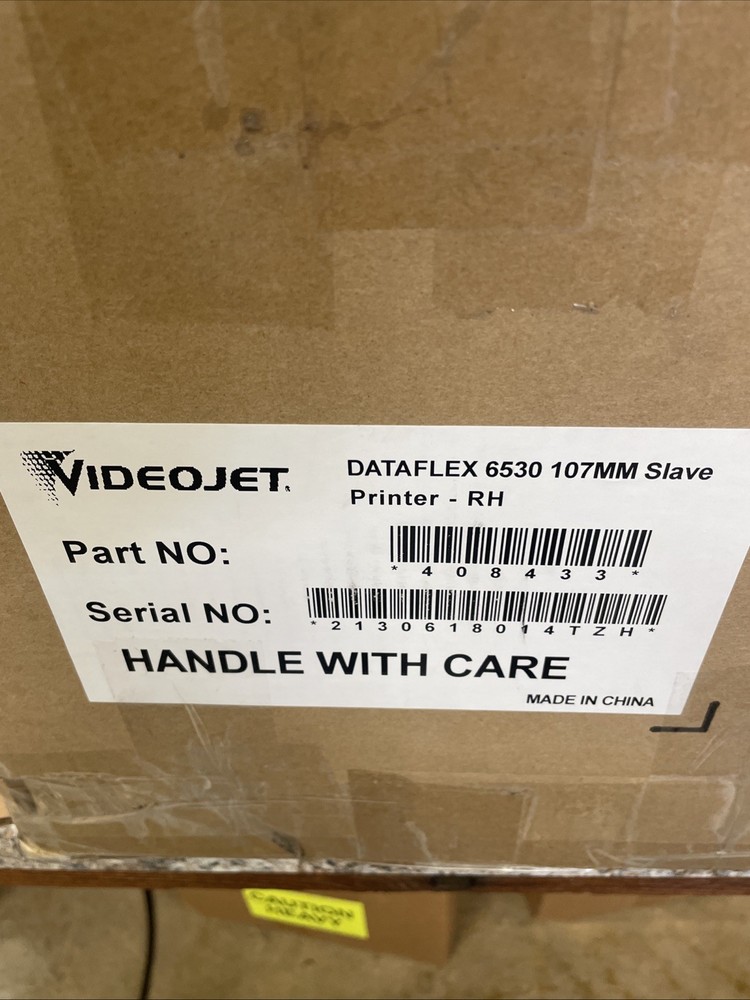 VIDEOJET.
DATAFLEX 6530 107MM Slave
Printer - RH
Part NO:
*408433*
Serial NO:
*2130618014TZH*
HANDLE WITH CARE
MADE IN CHINA
CAUTION
HEAVY